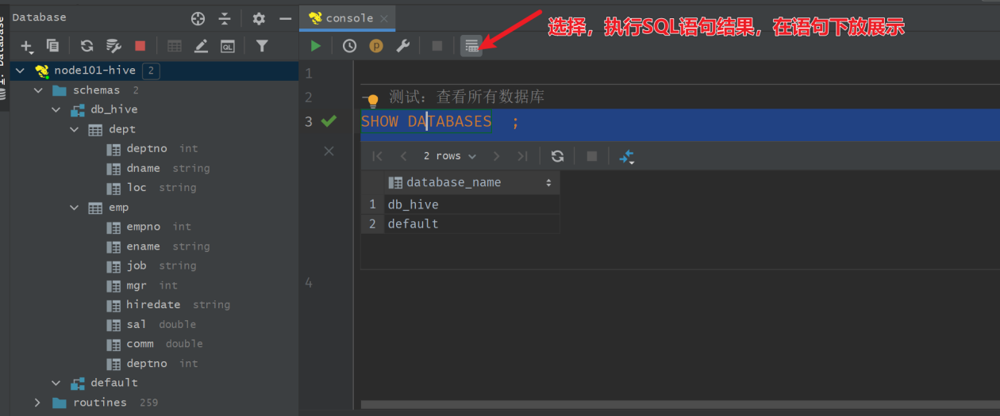 Database
1: Database
console
选择，执行SQL语句结果，在语句下放展示
node101-hive 2
schemas 2
db_hive
dept
deptno int
dname string
loc string
emp
empno int
ename string
job string
mgr int
hiredate string
sal double
comm double
deptno int
default
routines 259
1
2 测试：查看所有数据库
3 SHOW DATABASES ;
2 rows
database_name
1 db_hive
2 default
4